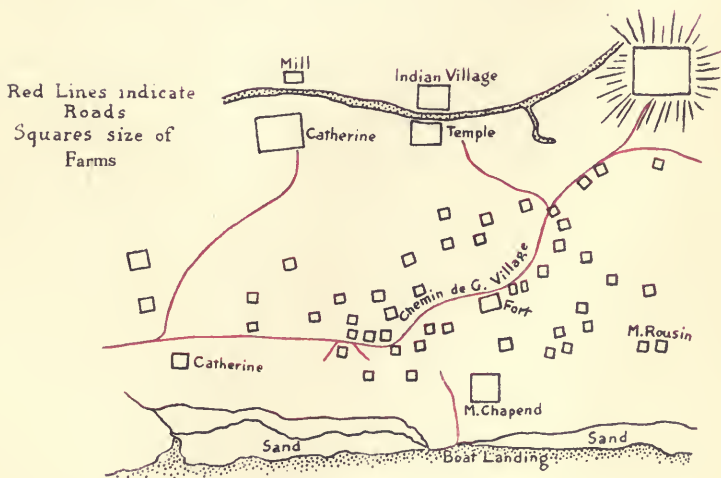 Mill
Indian Village
Red Lines indicate
Roads
Squares size of
Farms
Catherine
Temple
Chemin de G. Village
Fort
M. Rousin
Catherine
M. Chapend
Sand
Boat Landing
Sand